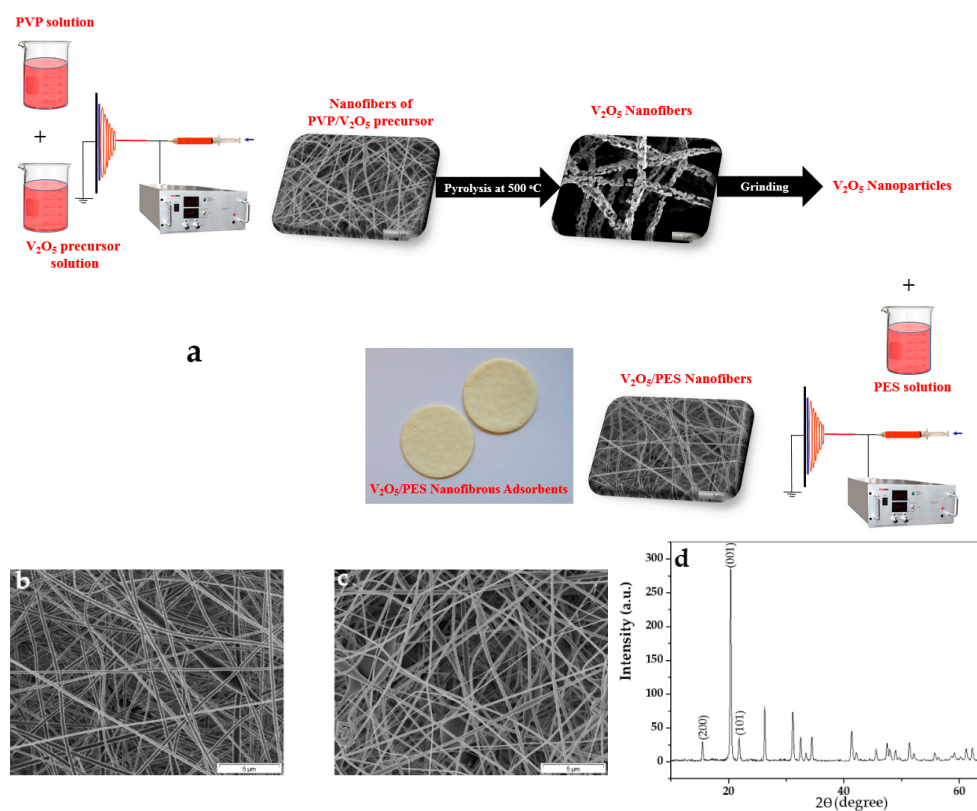 PVP solution
+
V₂O₅ precursor
solution
Nanofibers of
PVP/V₂O₅ precursor
Pyrolysis at 500 °C
V₂O₅ Nanofibers
Grinding
V₂O₅ Nanoparticles
+
PES solution
a
V₂O₅/PES Nanofibers
V₂O₅/PES Nanofibrous Adsorbents
b
5 µm
c
5 µm
d
Intensity (a.u.)
300
250
200
150
100
50
0
(200)
(001)
(101)
20
40
60
2Θ (degree)